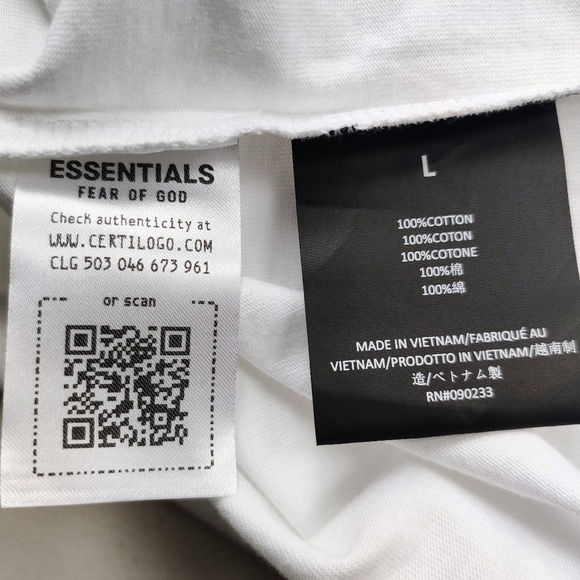 ESSENTIALS
FEAR OF GOD
Check authenticity at
WWW.CERTILOGO.COM
CLG 503 046 673 961
or scan
L
100%COTTON
100%COTON
100%COTONE
100%棉
100%綿
MADE IN VIETNAM/FABRIQUÉ AU
VIETNAM/PRODOTTO IN VIETNAM/越南制
造/ベトナム製
RN#090233